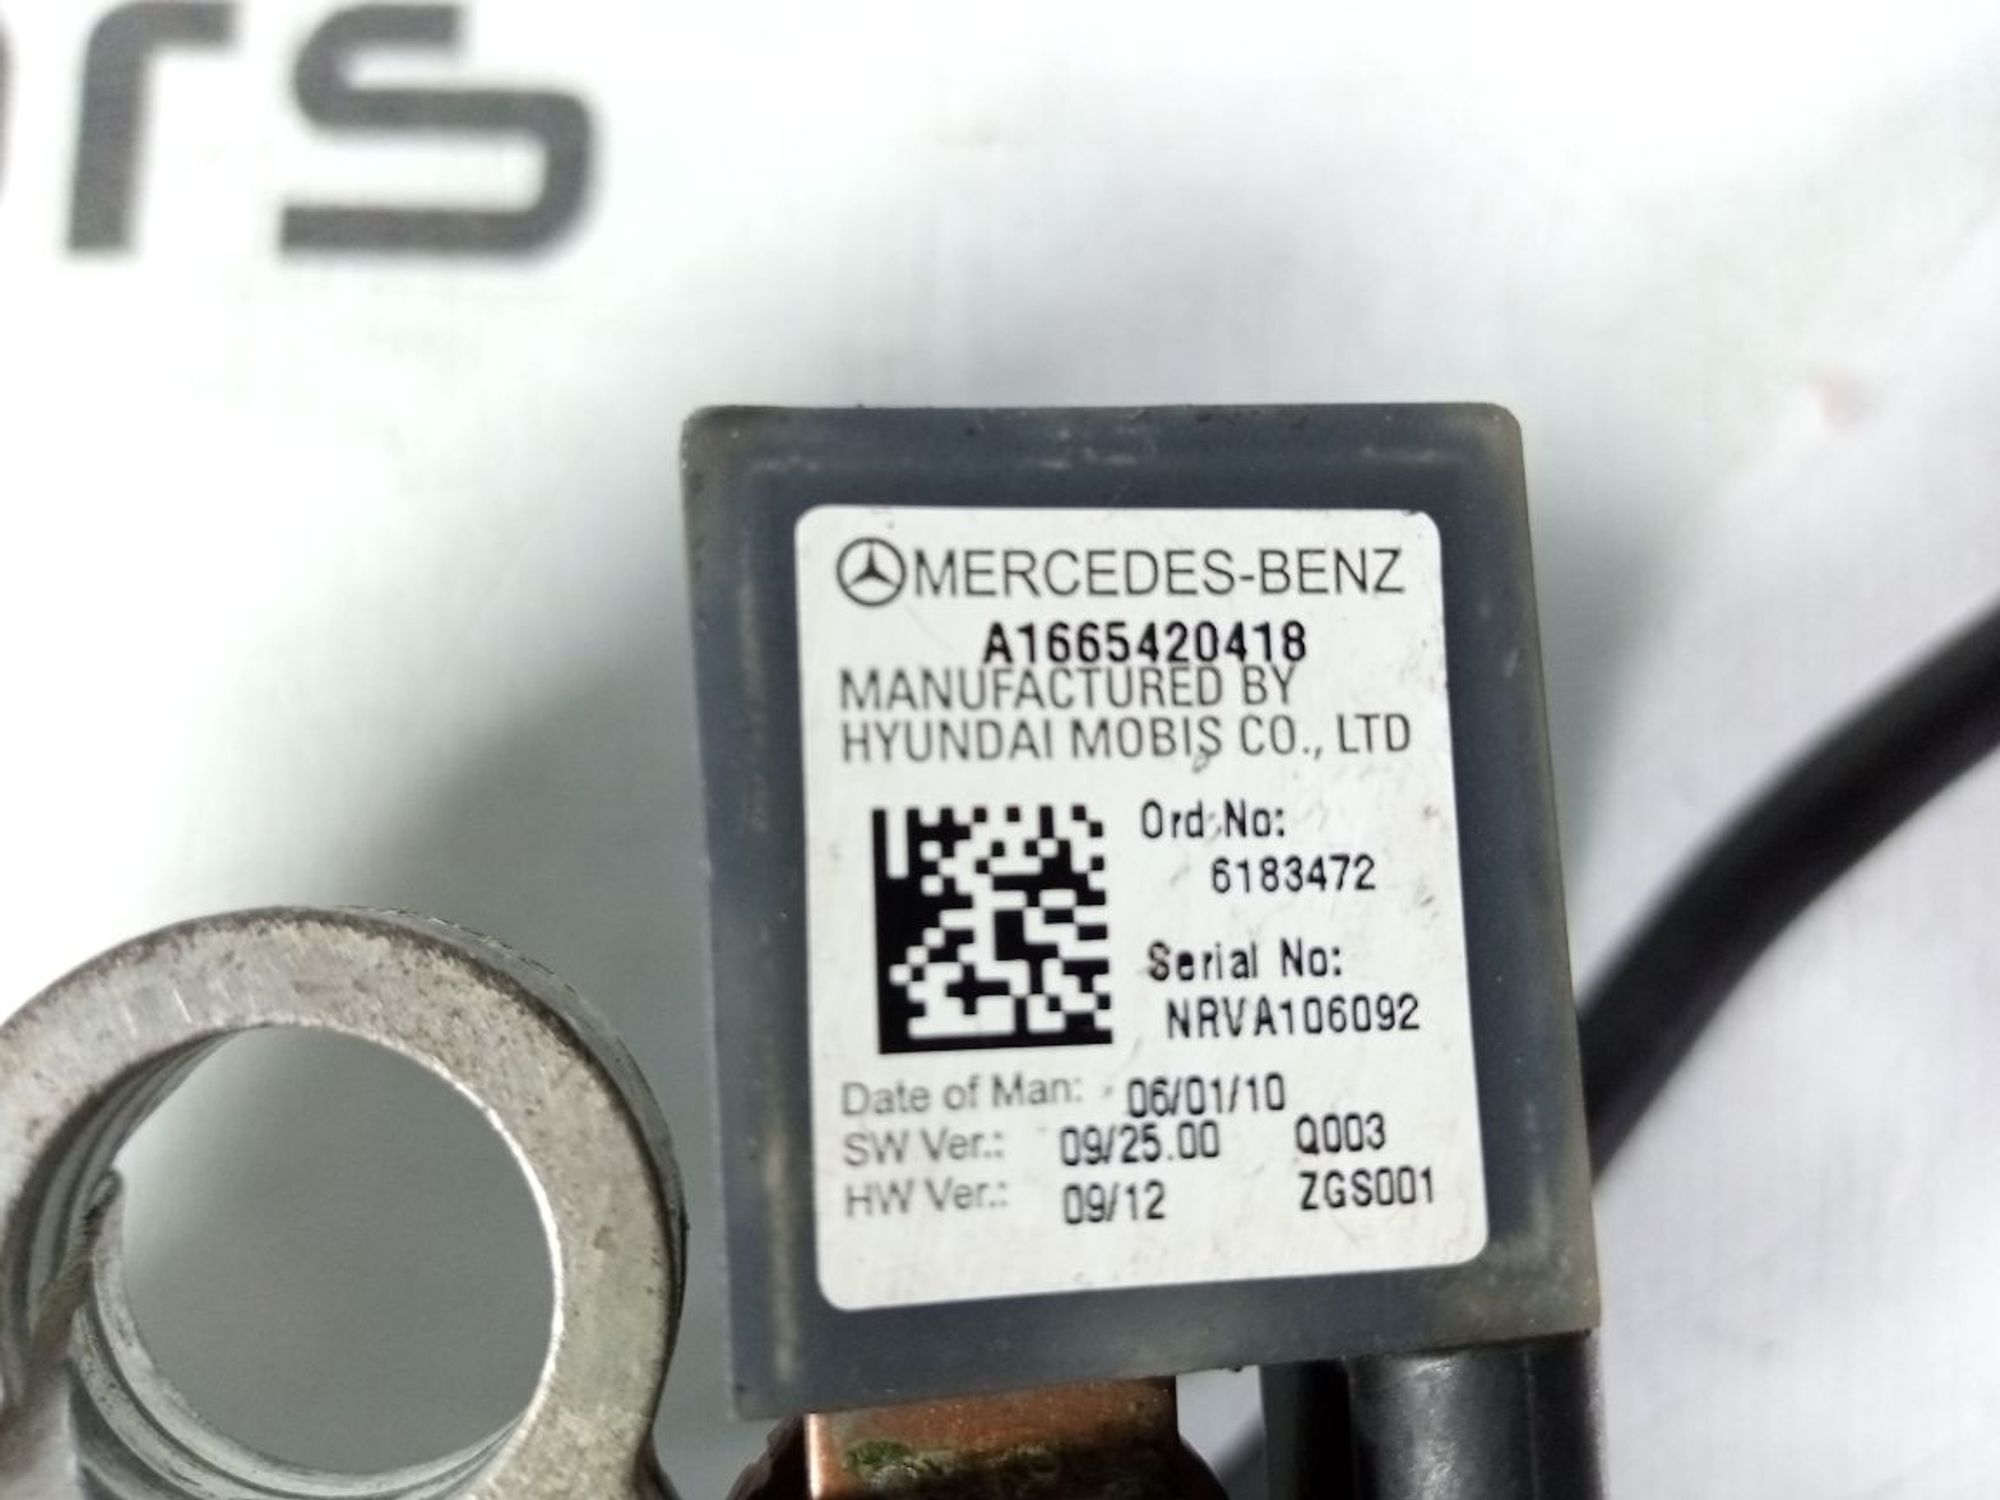 rs
MERCEDES-BENZ
A1665420418
MANUFACTURED BY
HYUNDAI MOBIS CO., LTD
Ord No:
6183472
Serial No:
NRVA106092
Date of Man: 06/01/10
SW Ver.: 09/25.00 Q003
HW Ver.: 09/12 ZGS001